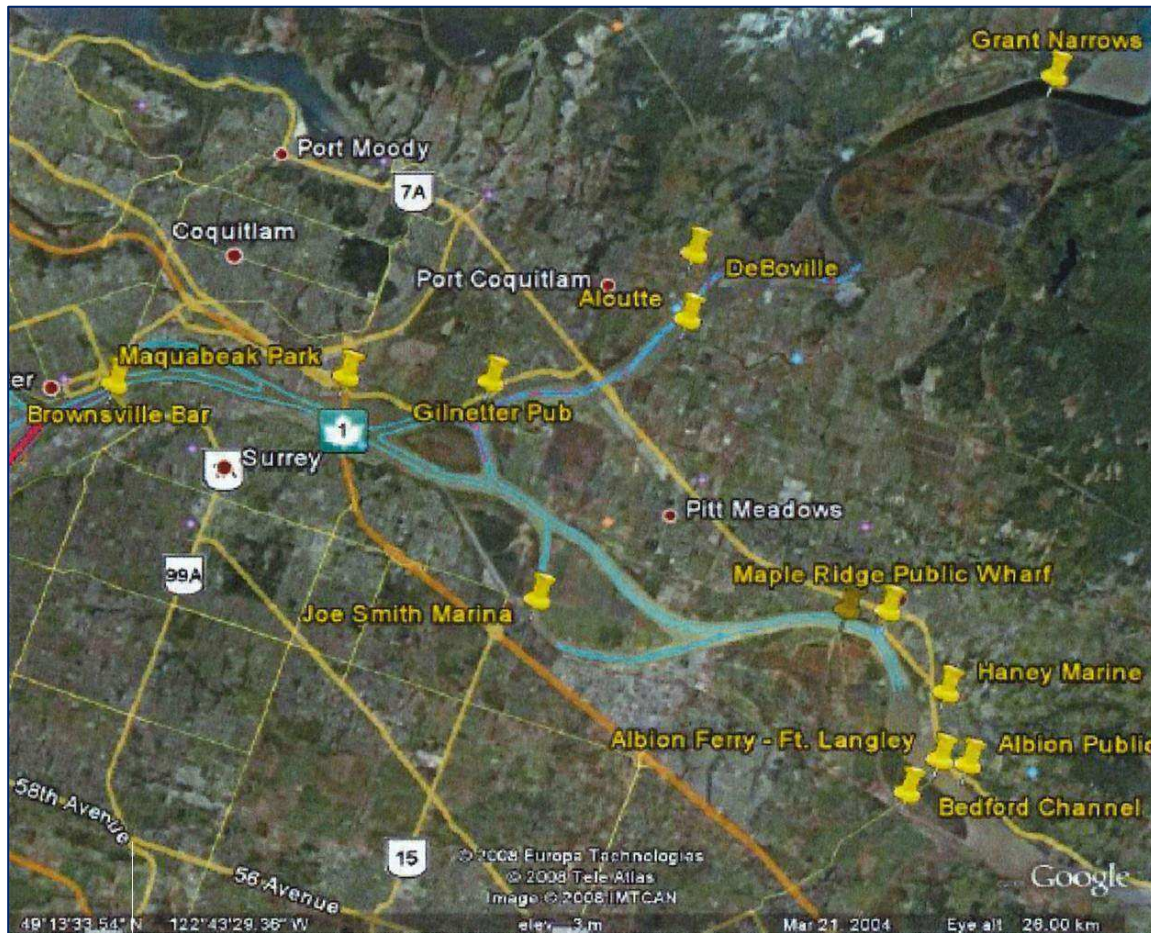 Grant Narrows
Port Moody
7A
Coquitlam
DeBoville
Port Coquitlam
Aloutte
Maquabeak Park
er
Brownsville Bar
Gilnetter Pub
1
Surrey
Pitt Meadows
99A
Maple Ridge Public Wharf
Joe Smith Marina
Haney Marine
Albion Ferry - Ft. Langley
Albion Public
Bedford Channel
58th Avenue
56 Avenue
15
© 2008 Europa Technologies
© 2008 Tele Atlas
Image © 2008 IMTCAN
Google
49°13'33.54" N 122°43'29.36" W elev 3 m Mar 21, 2004 Eye alt 26.00 km